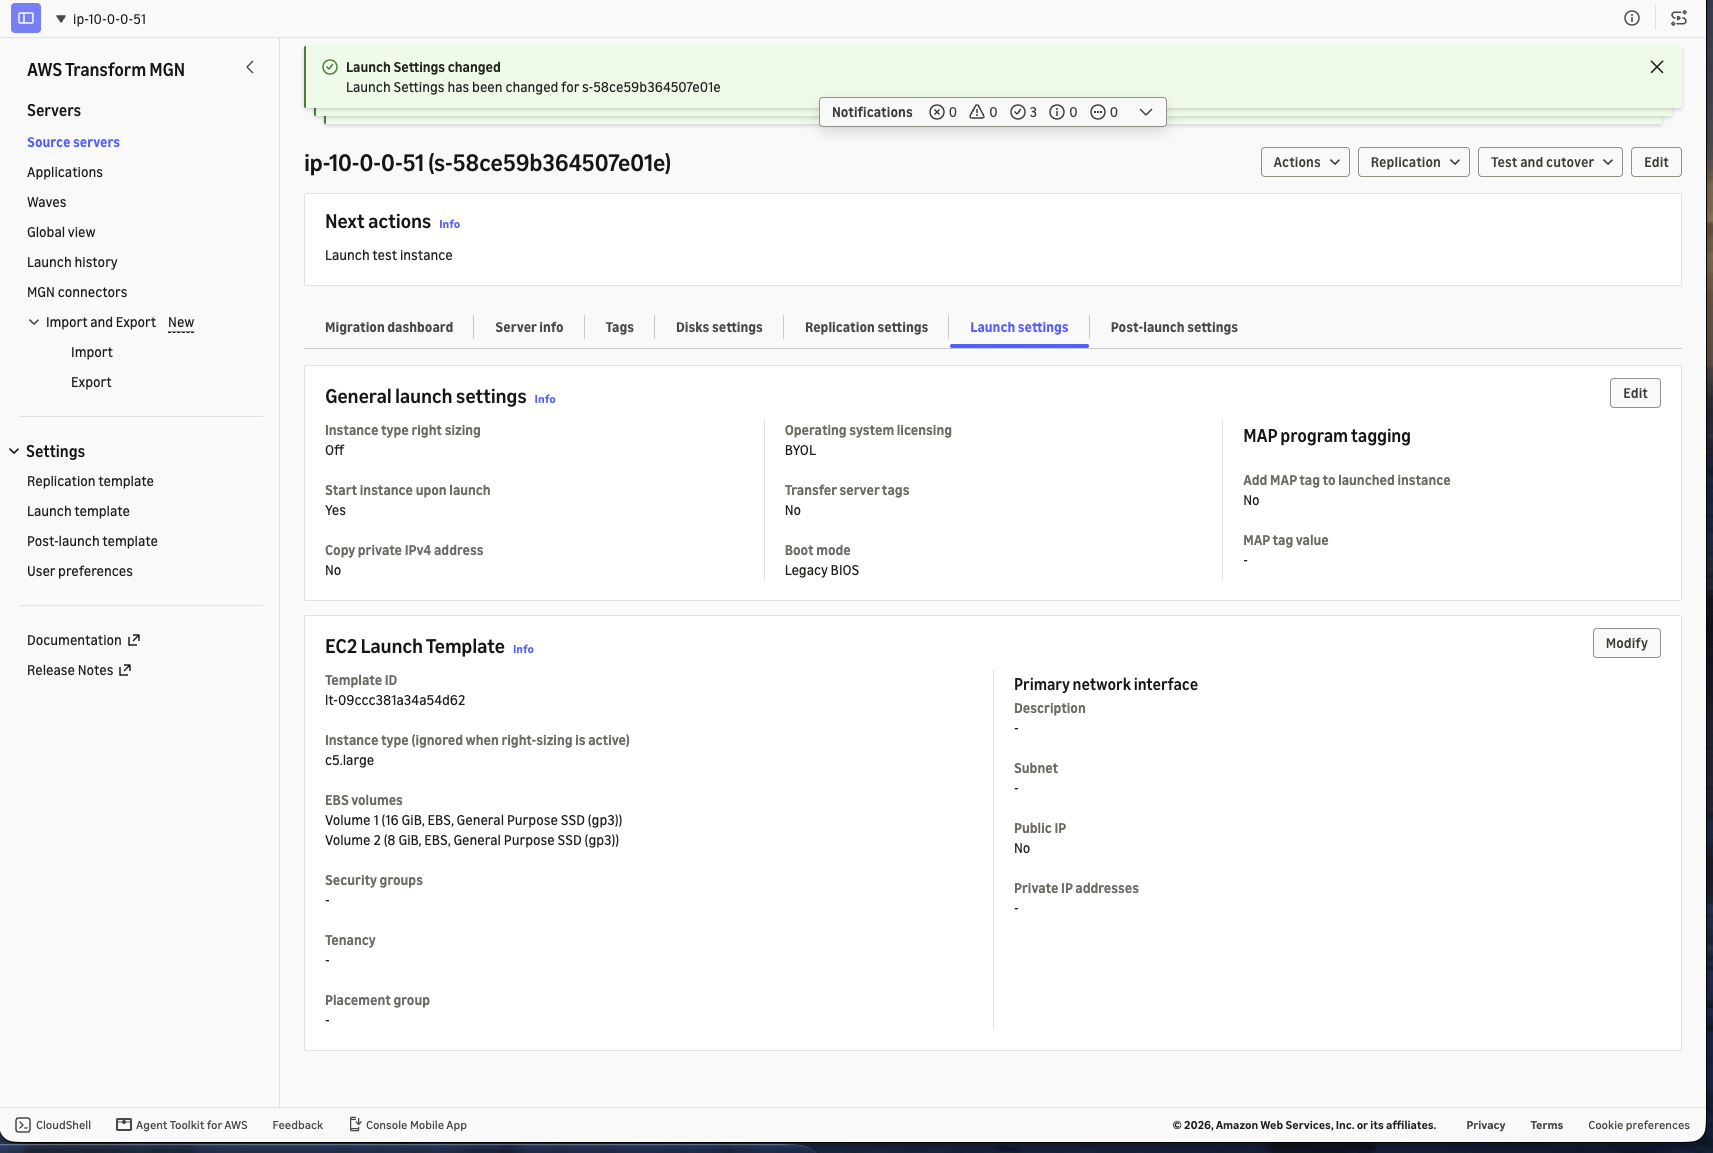 ip-10-0-0-51
AWS Transform MGN
Servers
Source servers
Applications
Waves
Global view
Launch history
MGN connectors
Import and Export New
Import
Export
Settings
Replication template
Launch template
Post-launch template
User preferences
Documentation
Release Notes
Launch Settings changed
Launch Settings has been changed for s-58ce59b364507e01e
Notifications 0 0 3 0 0
ip-10-0-0-51 (s-58ce59b364507e01e)
Actions Replication Test and cutover Edit
Next actions Info
Launch test instance
Migration dashboard Server info Tags Disks settings Replication settings Launch settings Post-launch settings
General launch settings Info
Edit
Instance type right sizing
Off
Start instance upon launch
Yes
Copy private IPv4 address
No
Operating system licensing
BYOL
Transfer server tags
No
Boot mode
Legacy BIOS
MAP program tagging
Add MAP tag to launched instance
No
MAP tag value
-
EC2 Launch Template Info
Modify
Template ID
lt-09ccc381a34a54d62
Instance type (ignored when right-sizing is active)
c5.large
EBS volumes
Volume 1 (16 GiB, EBS, General Purpose SSD (gp3))
Volume 2 (8 GiB, EBS, General Purpose SSD (gp3))
Security groups
-
Tenancy
-
Placement group
-
Primary network interface
Description
-
Subnet
-
Public IP
No
Private IP addresses
-
CloudShell Agent Toolkit for AWS Feedback Console Mobile App
© 2026, Amazon Web Services, Inc. or its affiliates. Privacy Terms Cookie preferences